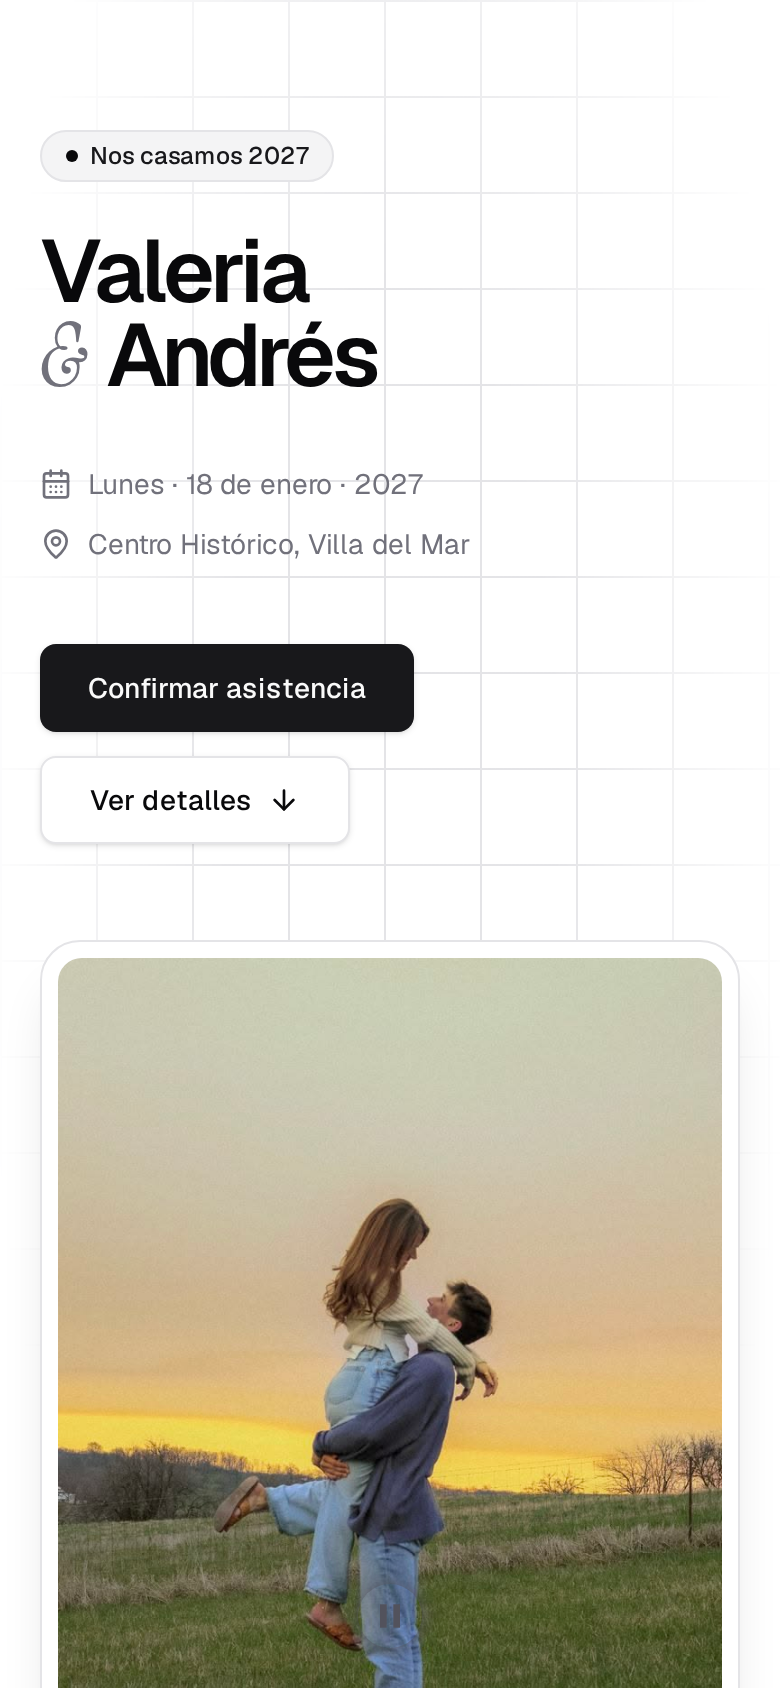 Nos casamos 2027
Valeria
& Andrés
Lunes · 18 de enero · 2027
Centro Histórico, Villa del Mar
Confirmar asistencia
Ver detalles